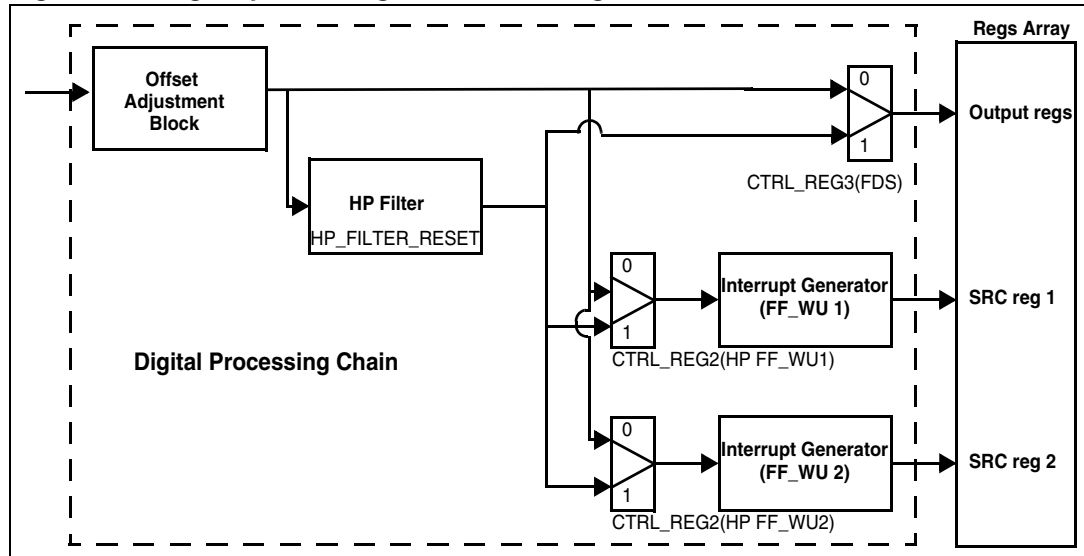 Regs Array
Offset
Adjustment
Block
0
1
Output regs
CTRL_REG3(FDS)
HP Filter
HP_FILTER_RESET
0
1
Interrupt Generator
(FF_WU 1)
SRC reg 1
CTRL_REG2(HP FF_WU1)
Digital Processing Chain
0
1
Interrupt Generator
(FF_WU 2)
SRC reg 2
CTRL_REG2(HP FF_WU2)